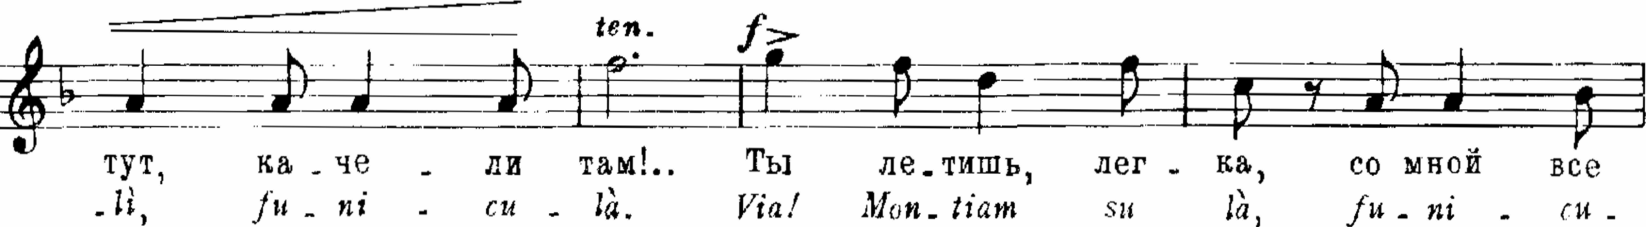 ten. f
тут, ка - че - ли там!.. Ты ле - тишь, лег - ка, со мной все
- lì, fu - ni - cu - là. Via! Mon - tiam su là, fu - ni - cu -